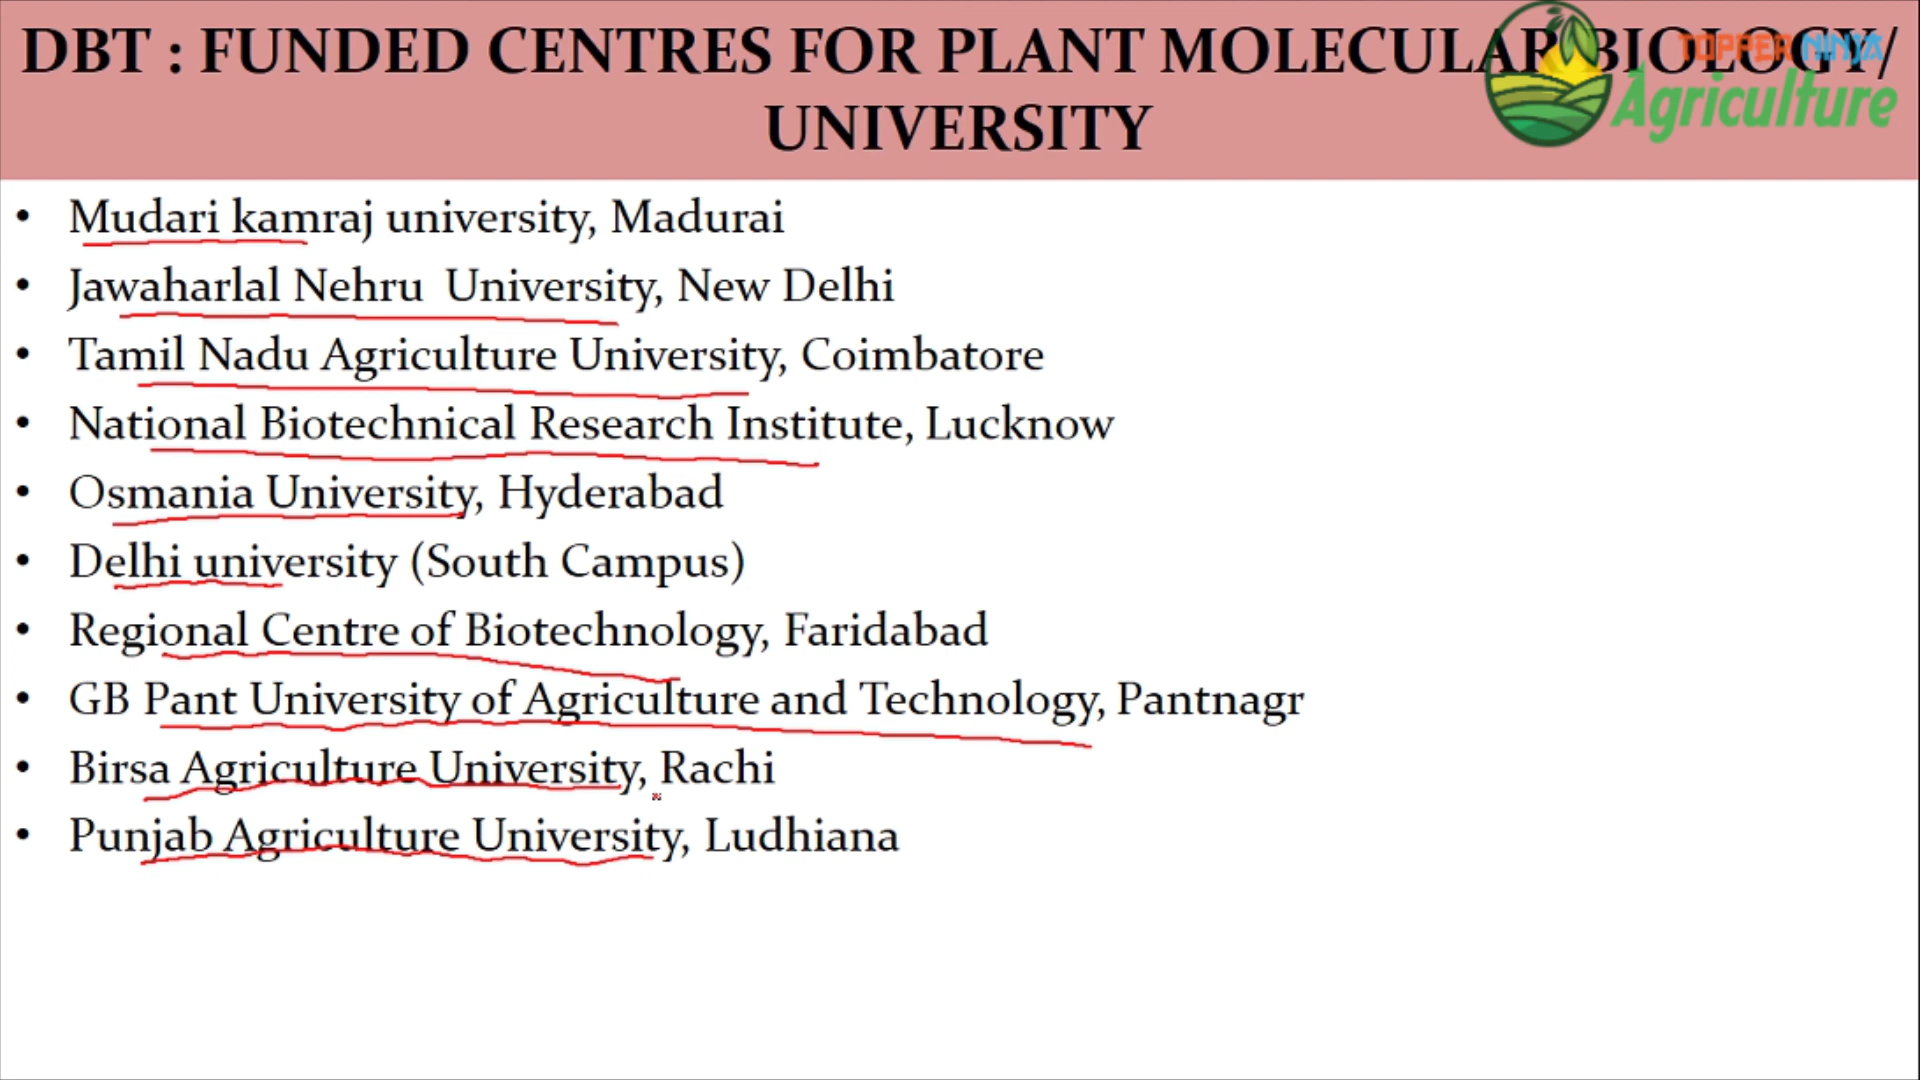 DBT : FUNDED CENTRES FOR PLANT MOLECULAR BIOLOGY/
UNIVERSITY
TOPPER NINJA
Agriculture
• Mudari kamraj university, Madurai
• Jawaharlal Nehru University, New Delhi
• Tamil Nadu Agriculture University, Coimbatore
• National Biotechnical Research Institute, Lucknow
• Osmania University, Hyderabad
• Delhi university (South Campus)
• Regional Centre of Biotechnology, Faridabad
• GB Pant University of Agriculture and Technology, Pantnagr
• Birsa Agriculture University, Rachi
• Punjab Agriculture University, Ludhiana